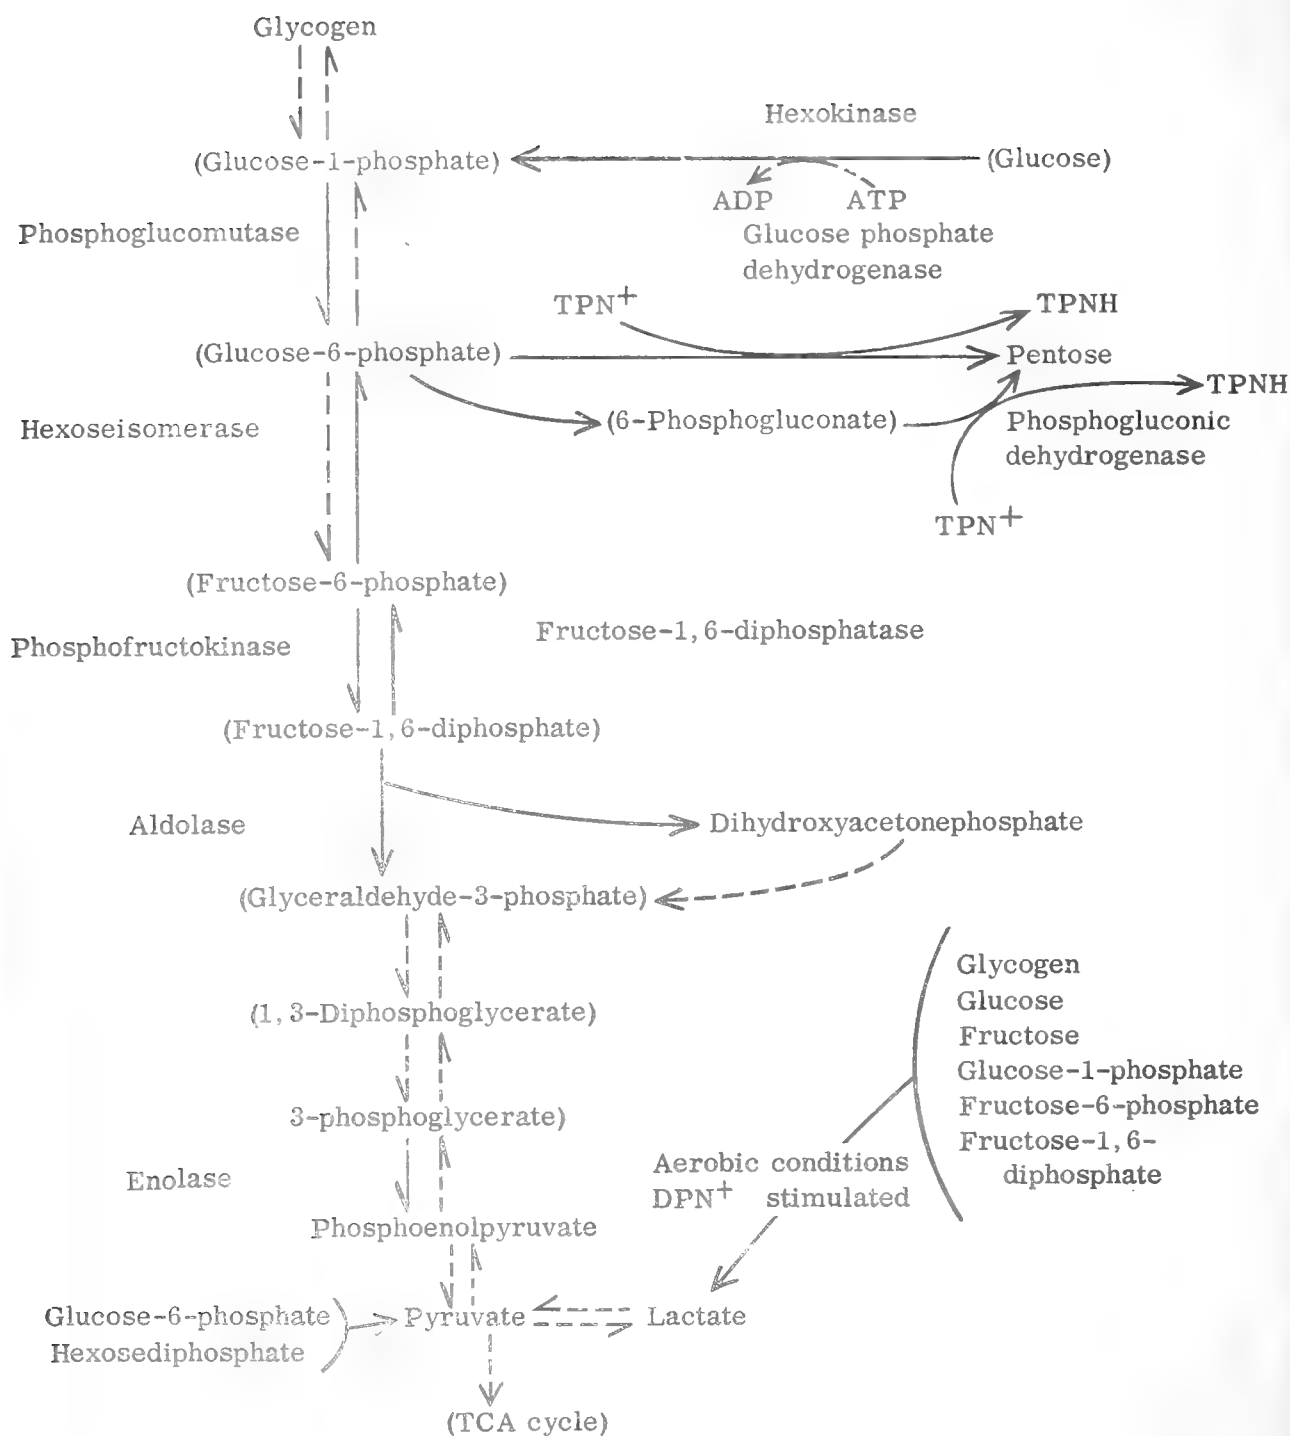 Glycogen
Hexokinase
(Glucose-1-phosphate)
(Glucose)
ADP
ATP
Phosphoglucomutase
Glucose phosphate
dehydrogenase
TPN+
TPNH
(Glucose-6-phosphate)
Pentose
TPNH
Hexoseisomerase
(6-Phosphogluconate)
Phosphogluconic
dehydrogenase
TPN+
(Fructose-6-phosphate)
Phosphofructokinase
Fructose-1,6-diphosphatase
(Fructose-1,6-diphosphate)
Aldolase
Dihydroxyacetonephosphate
(Glyceraldehyde-3-phosphate)
Glycogen
Glucose
Fructose
Glucose-1-phosphate
Fructose-6-phosphate
Fructose-1,6-
diphosphate
(1,3-Diphosphoglycerate)
3-phosphoglycerate)
Enolase
Aerobic conditions
DPN+ stimulated
Phosphoenolpyruvate
Glucose-6-phosphate
Hexosediphosphate
Pyruvate
Lactate
(TCA cycle)